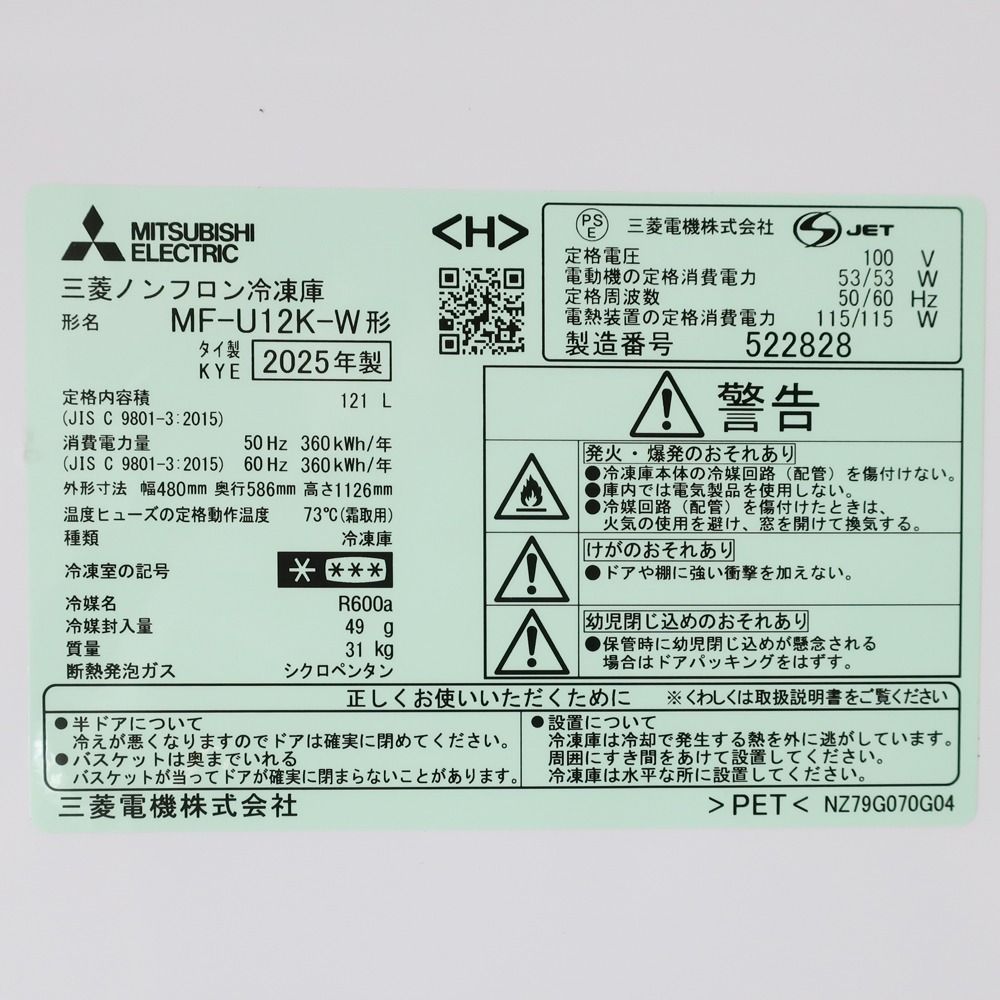 MITSUBISHI
ELECTRIC
三菱ノンフロン冷凍庫
形名 MF-U12K-W形
タイ製
KYE 2025年製
定格内容積 121 L
(JIS C 9801-3:2015)
消費電力量 50Hz 360kWh/年
(JIS C 9801-3:2015) 60Hz 360kWh/年
外形寸法 幅480mm 奥行586mm 高さ1126mm
温度ヒューズの定格動作温度 73℃(霜取用)
種類 冷凍庫
冷凍室の記号 * ***
冷媒名 R600a
冷媒封入量 49 g
質量 31 kg
断熱発泡ガス シクロペンタン
<H>
PS
E
三菱電機株式会社 S JET
定格電圧 100 V
電動機の定格消費電力 53/53 W
定格周波数 50/60 Hz
電熱装置の定格消費電力 115/115 W
製造番号 522828
警告
発火・爆発のおそれあり
●冷凍庫本体の冷媒回路(配管)を傷付けない。
●庫内では電気製品を使用しない。
●冷媒回路(配管)を傷付けたときは、
火気の使用を避け、窓を開けて換気する。
けがのおそれあり
●ドアや棚に強い衝撃を加えない。
幼児閉じ込めのおそれあり
●保管時に幼児閉じ込めが懸念される
場合はドアパッキングをはずす。
正しくお使いいただくために ※くわしくは取扱説明書をご覧ください
●半ドアについて
冷えが悪くなりますのでドアは確実に閉めてください。
●バスケットは奥までいれる
バスケットが当ってドアが確実に閉まらないことがあります。
●設置について
冷凍庫は冷却で発生する熱を外に逃がしています。
周囲にすき間をあけて設置してください。
冷凍庫は水平な所に設置してください。
三菱電機株式会社
>PET< NZ79G070G04